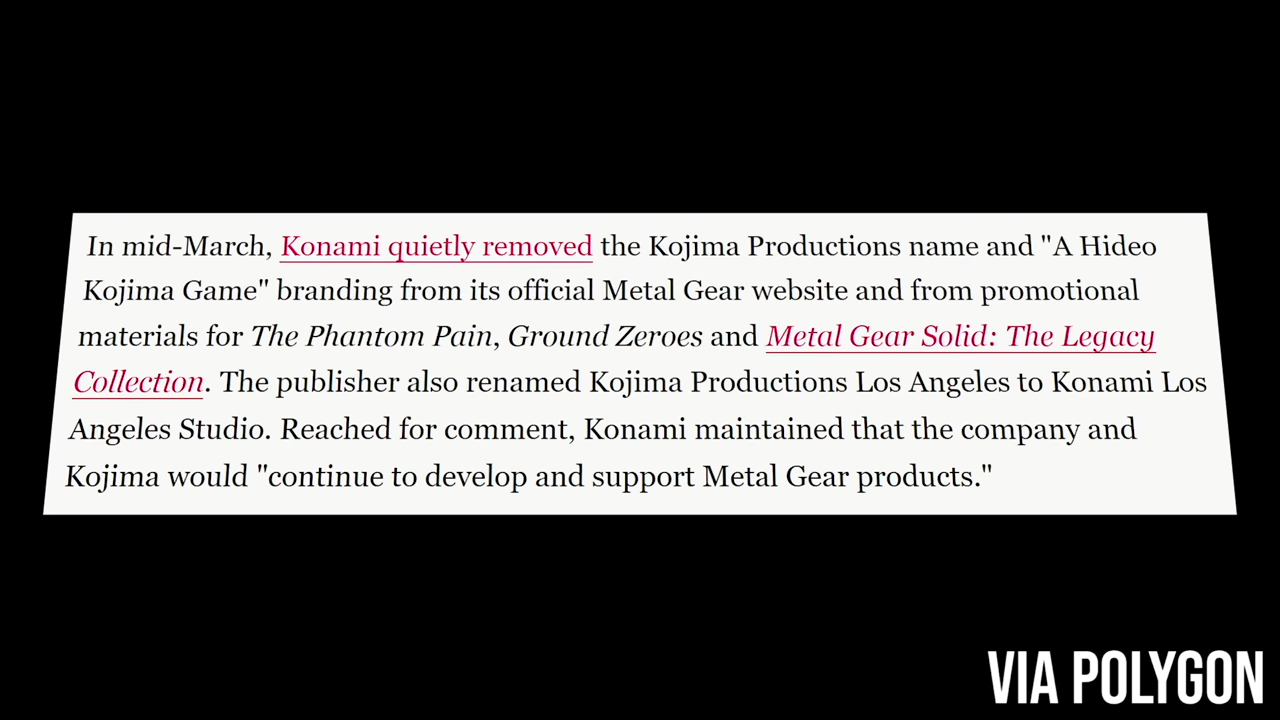 In mid-March, Konami quietly removed the Kojima Productions name and "A Hideo
Kojima Game" branding from its official Metal Gear website and from promotional
materials for The Phantom Pain, Ground Zeroes and Metal Gear Solid: The Legacy
Collection. The publisher also renamed Kojima Productions Los Angeles to Konami Los
Angeles Studio. Reached for comment, Konami maintained that the company and
Kojima would "continue to develop and support Metal Gear products."
VIA POLYGON